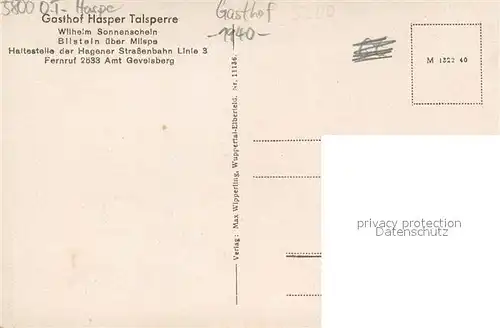 5800 O.T- Haspe
Gasthof
-1940-
Gasthof Hasper Talsperre
Wilhelm Sonnenschein
Bilstein über Milspe
Haltestelle der Hagener Straßenbahn Linie 3
Fernruf 2533 Amt Gevelsberg
M 1322 40
Verlag: Max Wipperling, Wuppertal-Elberfeld. Nr. 11136.
privacy protection
Datenschutz